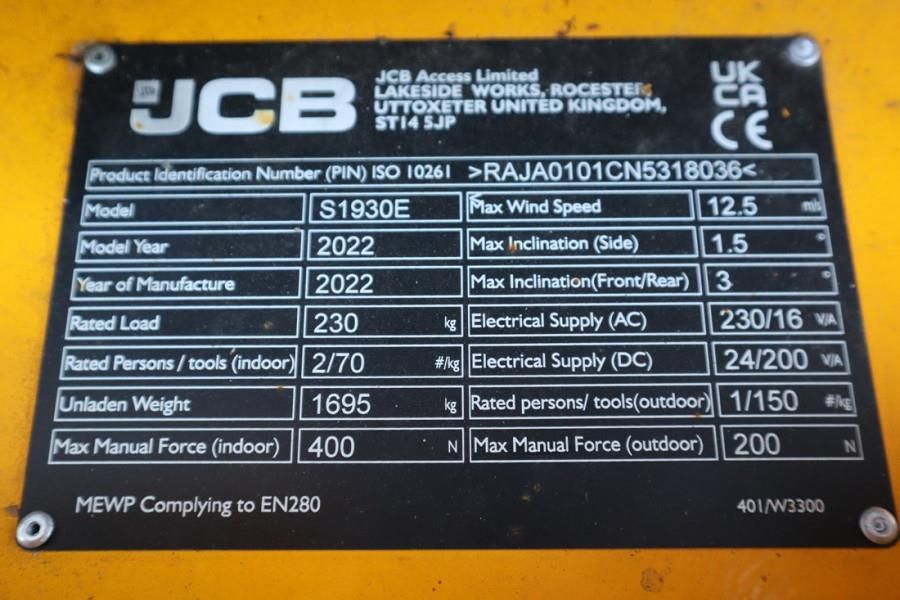 JCB
JCB Access Limited
LAKESIDE WORKS, ROCESTER,
UTTOXETER UNITED KINGDOM,
ST14 5JP
UK
CA
CE
Product Identification Number (PIN) ISO 10261 >RAJA0101CN5318036<
Model S1930E Max Wind Speed 12.5 m/s
Model Year 2022 Max Inclination (Side) 1.5 °
Year of Manufacture 2022 Max Inclination(Front/Rear) 3 °
Rated Load 230 kg Electrical Supply (AC) 230/16 V/A
Rated Persons / tools (indoor) 2/70 #/kg Electrical Supply (DC) 24/200 V/A
Unladen Weight 1695 kg Rated persons/ tools(outdoor) 1/150 #/kg
Max Manual Force (indoor) 400 N Max Manual Force (outdoor) 200 N
MEWP Complying to EN280 401/W3300